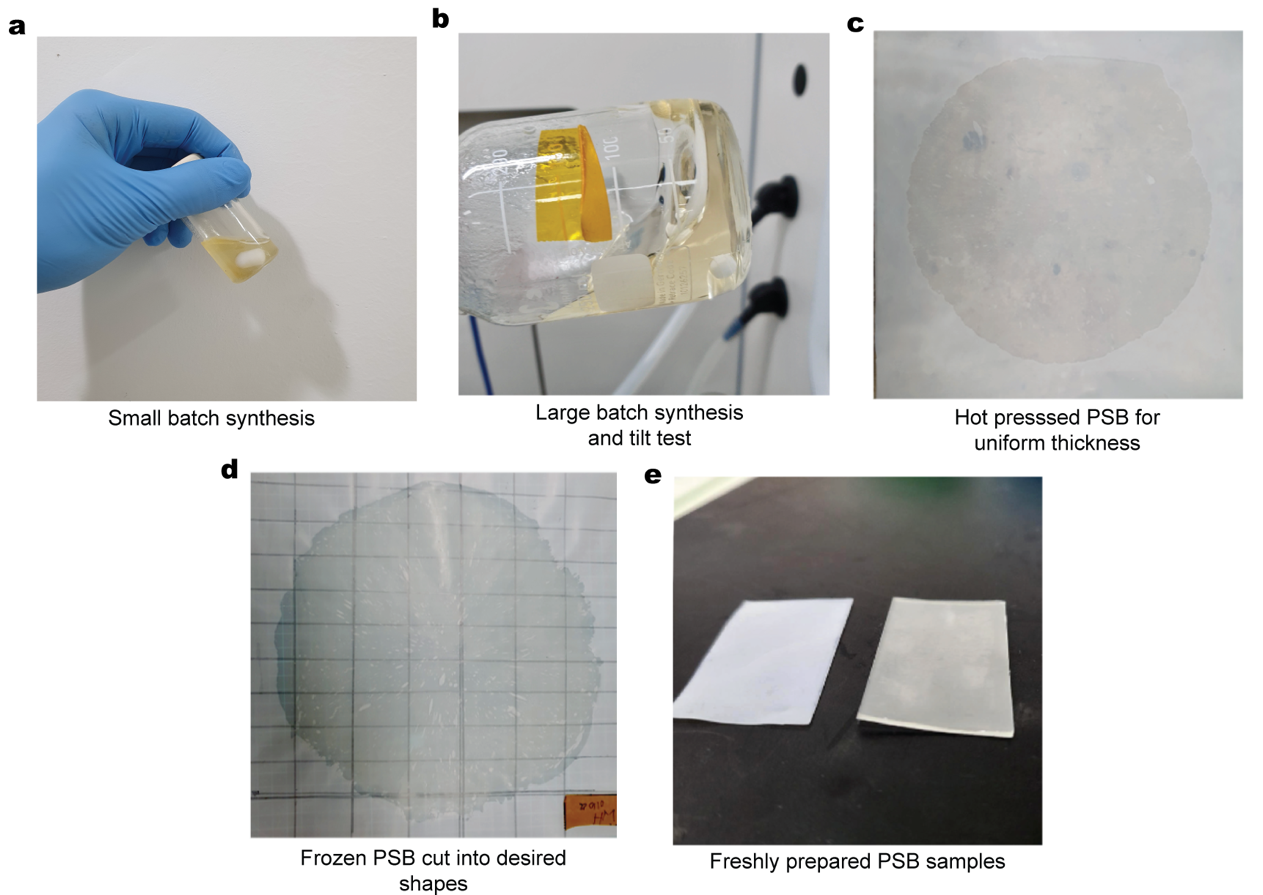 a
b
c
100
Small batch synthesis
Large batch synthesis
and tilt test
Hot presssed PSB for
uniform thickness
d
e
Frozen PSB cut into desired
shapes
Freshly prepared PSB samples